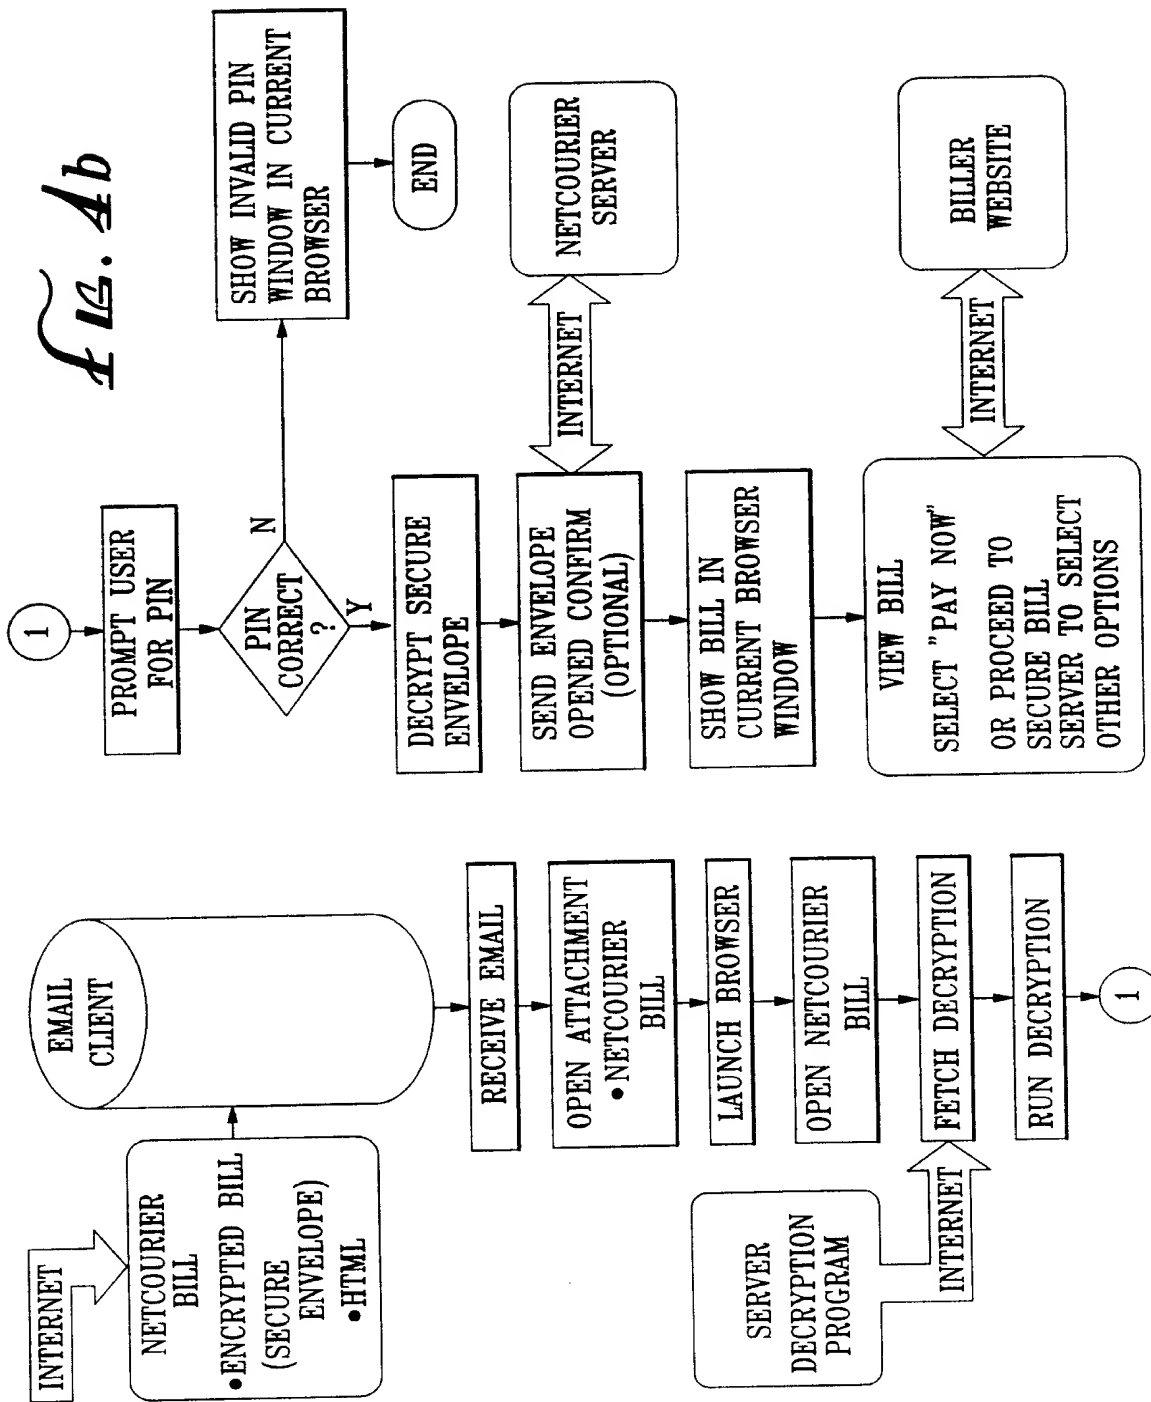 fig. 4b
INTERNET
NETCOURIER
BILL
•ENCRYPTED BILL
(SECURE
ENVELOPE)
•HTML
EMAIL
CLIENT
RECEIVE EMAIL
OPEN ATTACHMENT
•NETCOURIER
BILL
LAUNCH BROWSER
OPEN NETCOURIER
BILL
SERVER
DECRYPTION
PROGRAM
INTERNET
FETCH DECRYPTION
RUN DECRYPTION
1
1
PROMPT USER
FOR PIN
PIN
CORRECT
?
N
Y
SHOW INVALID PIN
WINDOW IN CURRENT
BROWSER
END
DECRYPT SECURE
ENVELOPE
SEND ENVELOPE
OPENED CONFIRM
(OPTIONAL)
INTERNET
NETCOURIER
SERVER
SHOW BILL IN
CURRENT BROWSER
WINDOW
VIEW BILL
SELECT "PAY NOW"
OR PROCEED TO
SECURE BILL
SERVER TO SELECT
OTHER OPTIONS
INTERNET
BILLER
WEBSITE